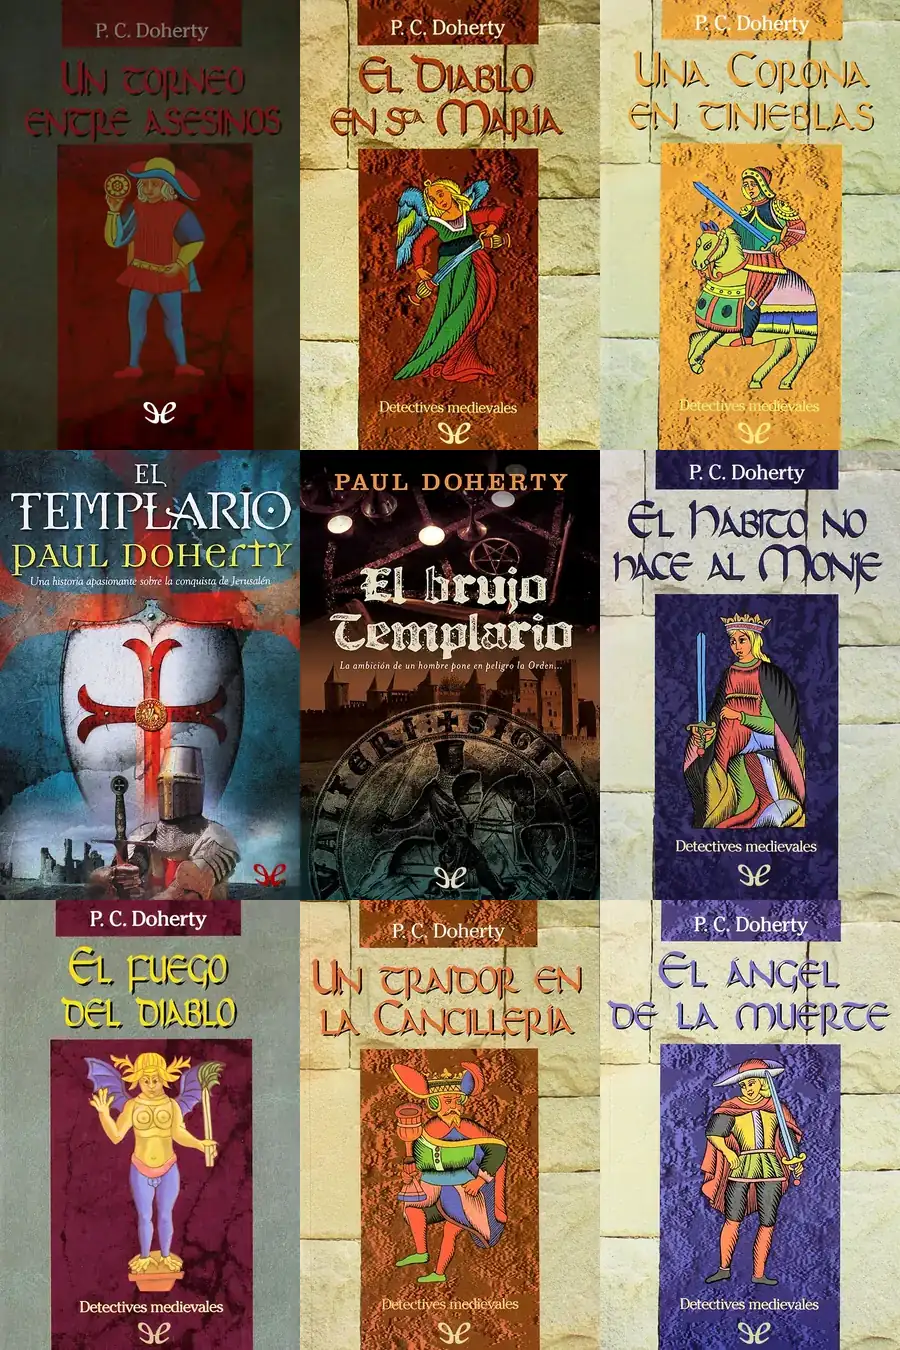 P. C. Doherty
Un torneo
entre asesinos
P. C. Doherty
El Diablo
en Sta María
Detectives medievales
P. C. Doherty
Una Corona
en tinieblas
Detectives medievales
EL
TEMPLARIO
PAUL DOHERTY
Una historia apasionante sobre la conquista de Jerusalén
PAUL DOHERTY
El brujo
Templario
La ambición de un hombre pone en peligro la Orden...
P. C. Doherty
El hábito no
hace al Monje
Detectives medievales
P. C. Doherty
El fuego
del diablo
Detectives medievales
P. C. Doherty
Un traidor en
la Cancillería
Detectives medievales
P. C. Doherty
El ángel
de la muerte
Detectives medievales